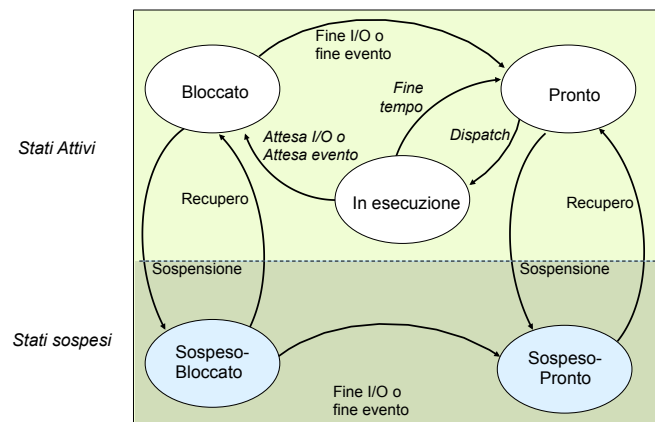 Fine I/O o
fine evento
Bloccato
Fine
tempo
Pronto
Stati Attivi
Attesa I/O o
Attesa evento
Dispatch
In esecuzione
Recupero
Recupero
Sospensione
Sospensione
Stati sospesi
Sospeso-
Bloccato
Sospeso-
Pronto
Fine I/O o
fine evento